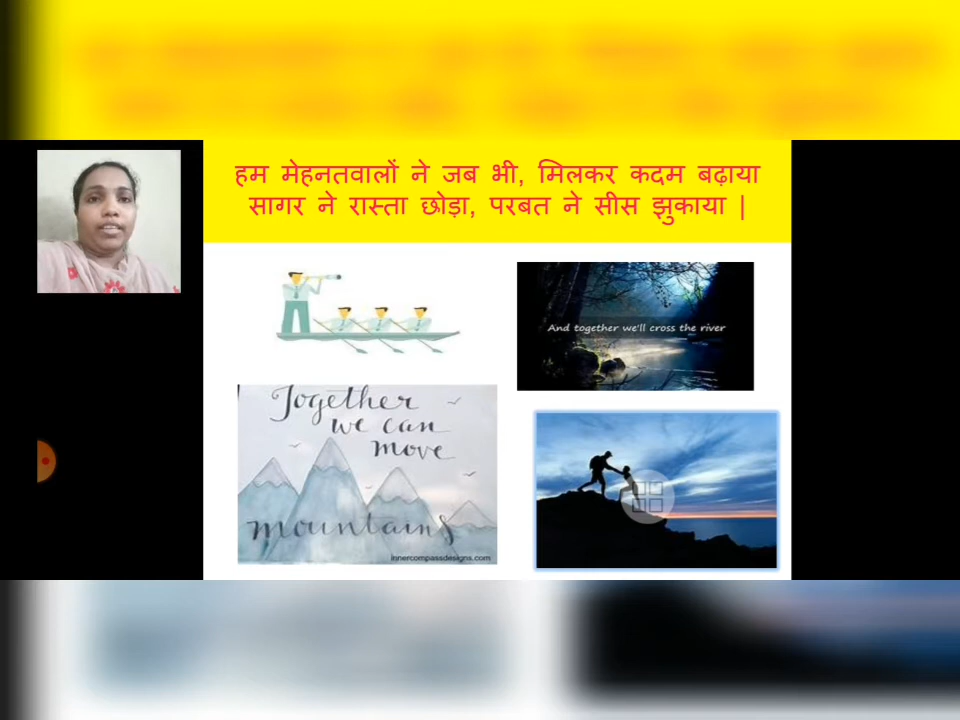 हम मेहनतवालों ने जब भी, मिलकर कदम बढ़ाया
सागर ने रास्ता छोड़ा, परबत ने सीस झुकाया |
And together we'll cross the river
Together
we can
move
mountains
innercompassdesigns.com